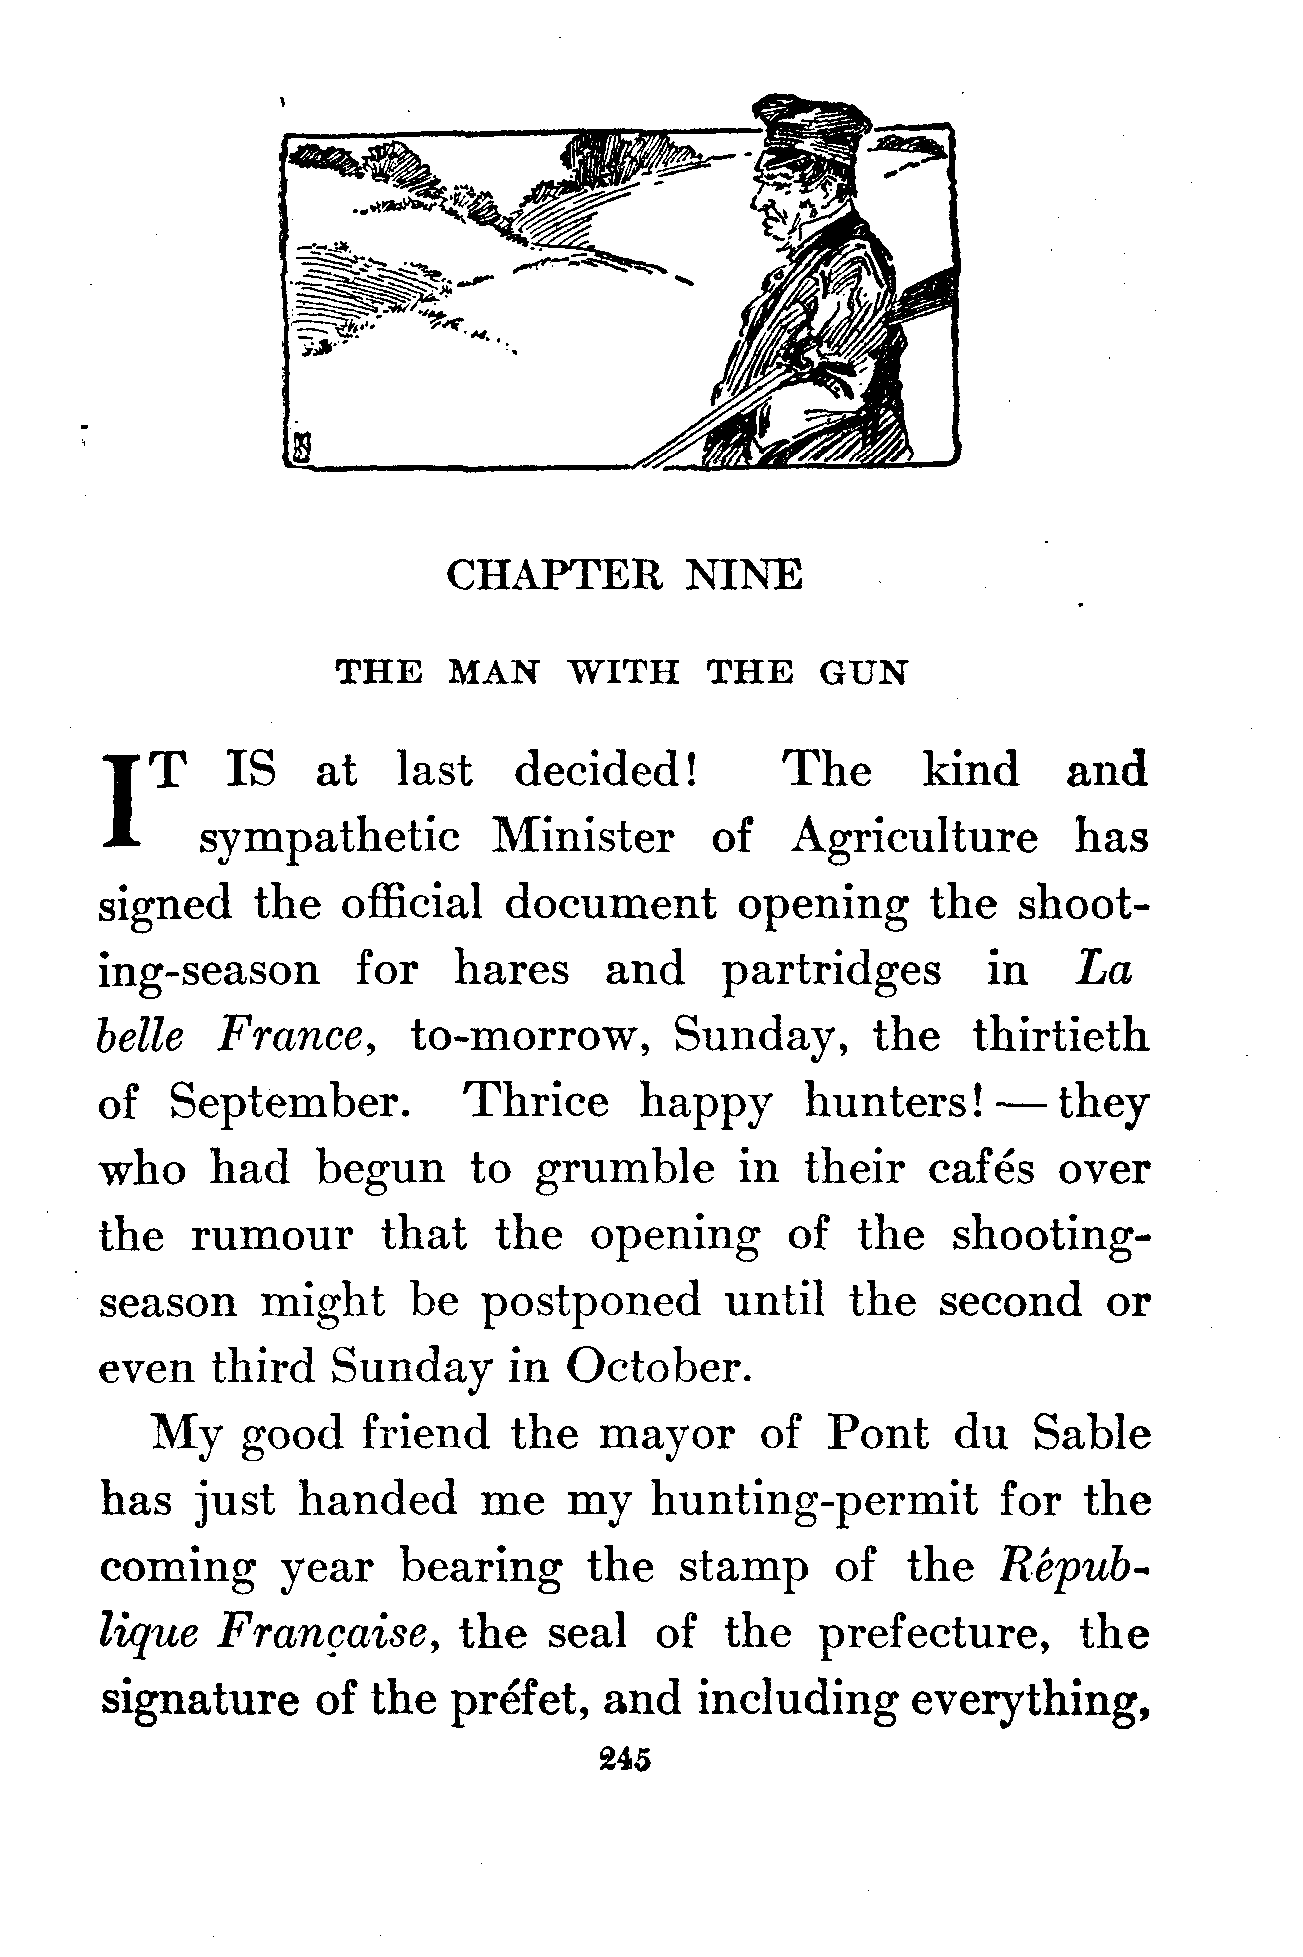 CHAPTER NINE
THE MAN WITH THE GUN
IT IS at last decided! The kind and
sympathetic Minister of Agriculture has
signed the official document opening the shoot-
ing-season for hares and partridges in La
belle France, to-morrow, Sunday, the thirtieth
of September. Thrice happy hunters!—they
who had begun to grumble in their cafés over
the rumour that the opening of the shooting-
season might be postponed until the second or
even third Sunday in October.
My good friend the mayor of Pont du Sable
has just handed me my hunting-permit for the
coming year bearing the stamp of the Répub-
lique Française, the seal of the prefecture, the
signature of the préfet, and including everything,
245